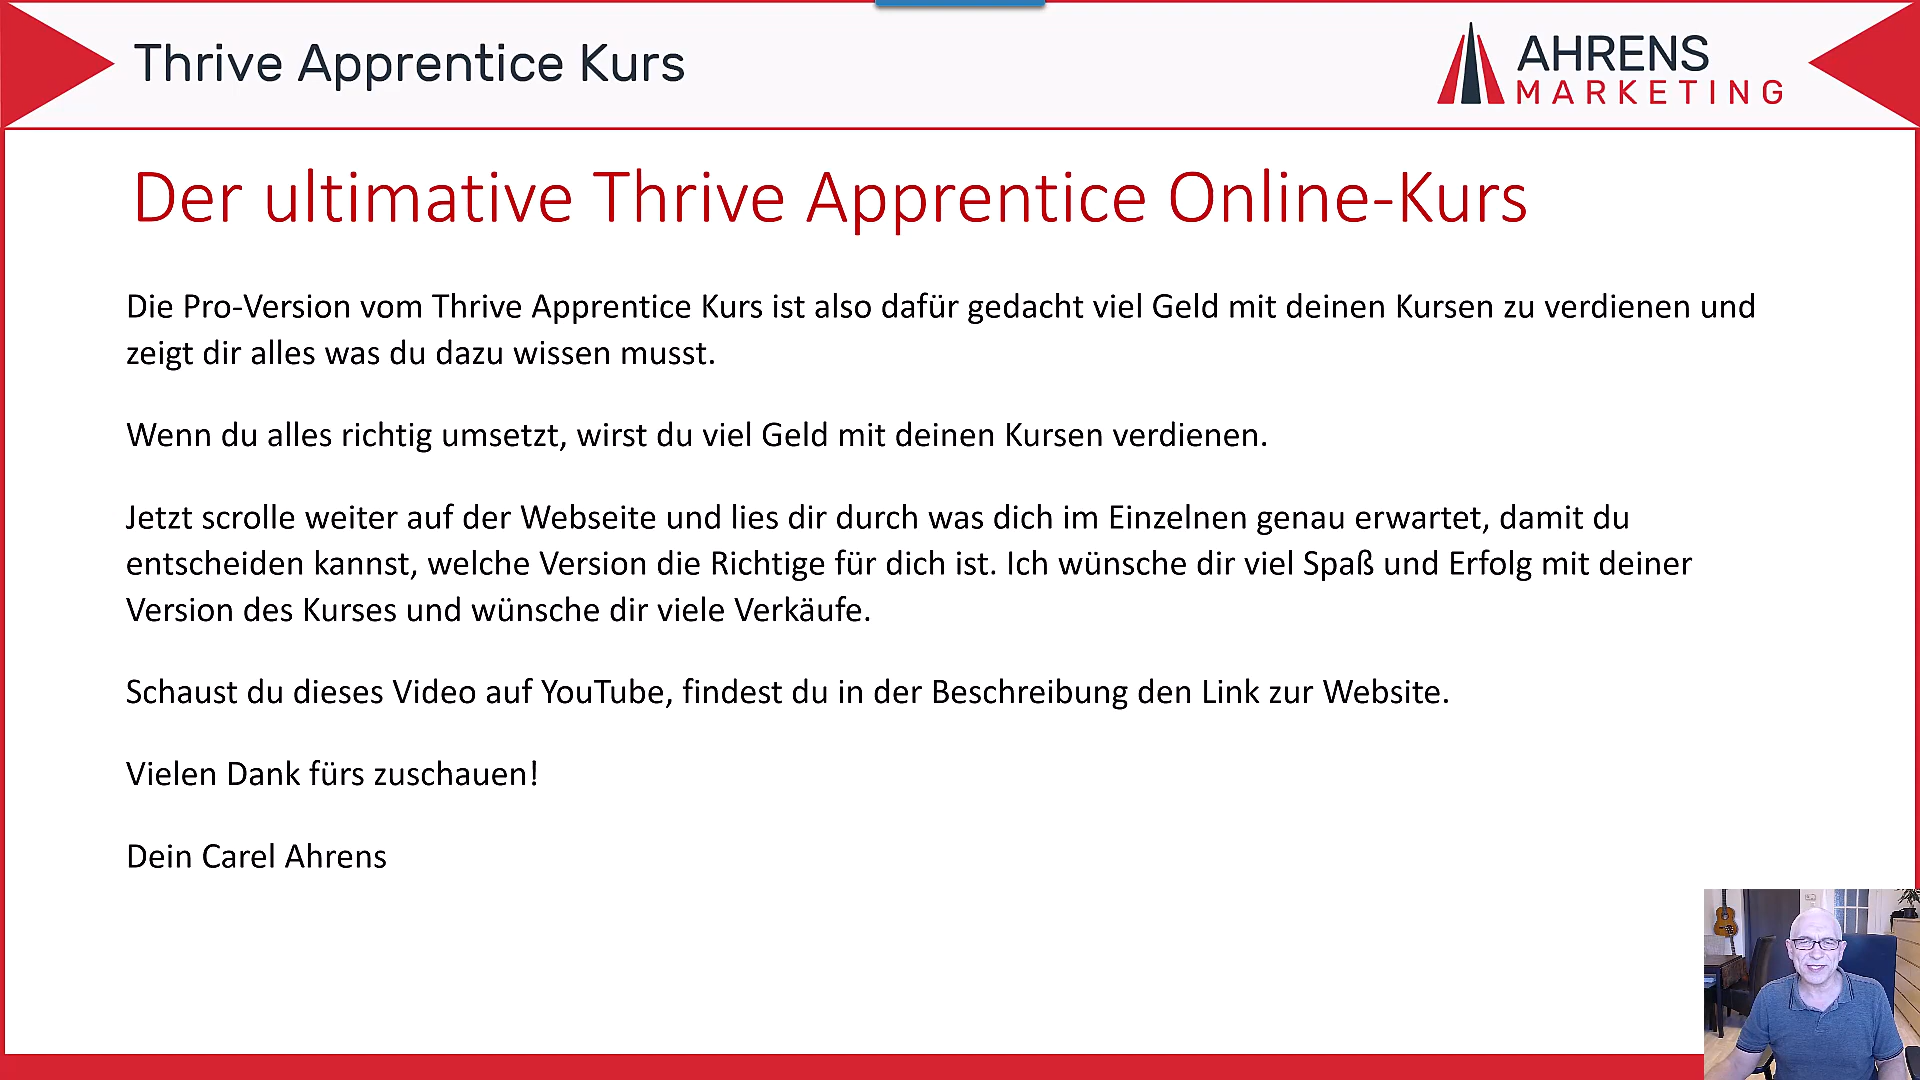 Thrive Apprentice Kurs
AHRENS
MARKETING
Der ultimative Thrive Apprentice Online-Kurs
Die Pro-Version vom Thrive Apprentice Kurs ist also dafür gedacht viel Geld mit deinen Kursen zu verdienen und
zeigt dir alles was du dazu wissen musst.
Wenn du alles richtig umsetzt, wirst du viel Geld mit deinen Kursen verdienen.
Jetzt scrolle weiter auf der Webseite und lies dir durch was dich im Einzelnen genau erwartet, damit du
entscheiden kannst, welche Version die Richtige für dich ist. Ich wünsche dir viel Spaß und Erfolg mit deiner
Version des Kurses und wünsche dir viele Verkäufe.
Schaust du dieses Video auf YouTube, findest du in der Beschreibung den Link zur Website.
Vielen Dank fürs zuschauen!
Dein Carel Ahrens